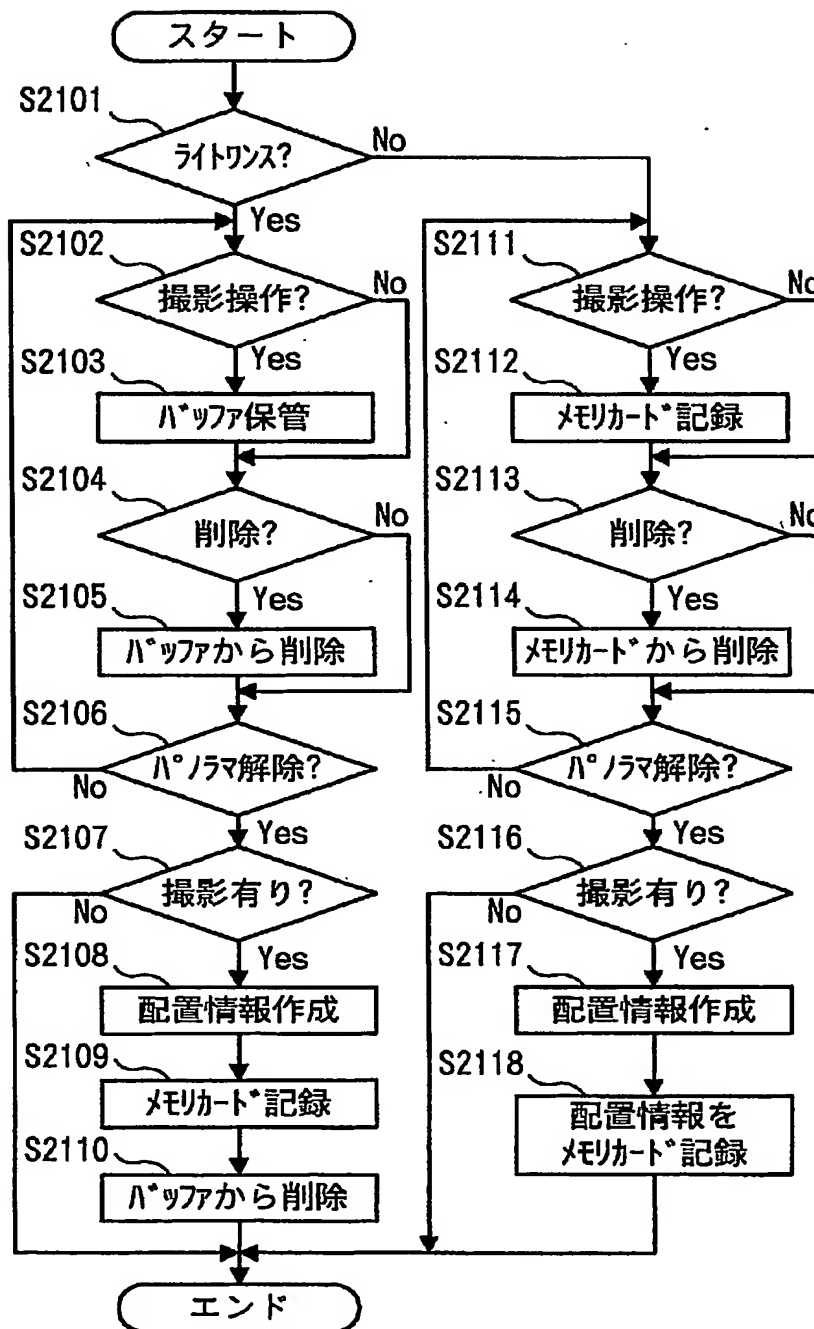 スタート
S2101
ライトワンス?
No
Yes
S2102
撮影操作?
No
Yes
S2103
バッファ保管
S2104
削除?
No
Yes
S2105
バッファから削除
S2106
パノラマ解除?
No
Yes
S2107
撮影有り?
No
Yes
S2108
配置情報作成
S2109
メモリカード記録
S2110
バッファから削除
S2111
撮影操作?
No
Yes
S2112
メモリカード記録
S2113
削除?
No
Yes
S2114
メモリカードから削除
S2115
パノラマ解除?
No
Yes
S2116
撮影有り?
No
Yes
S2117
配置情報作成
S2118
配置情報を
メモリカード記録
エンド